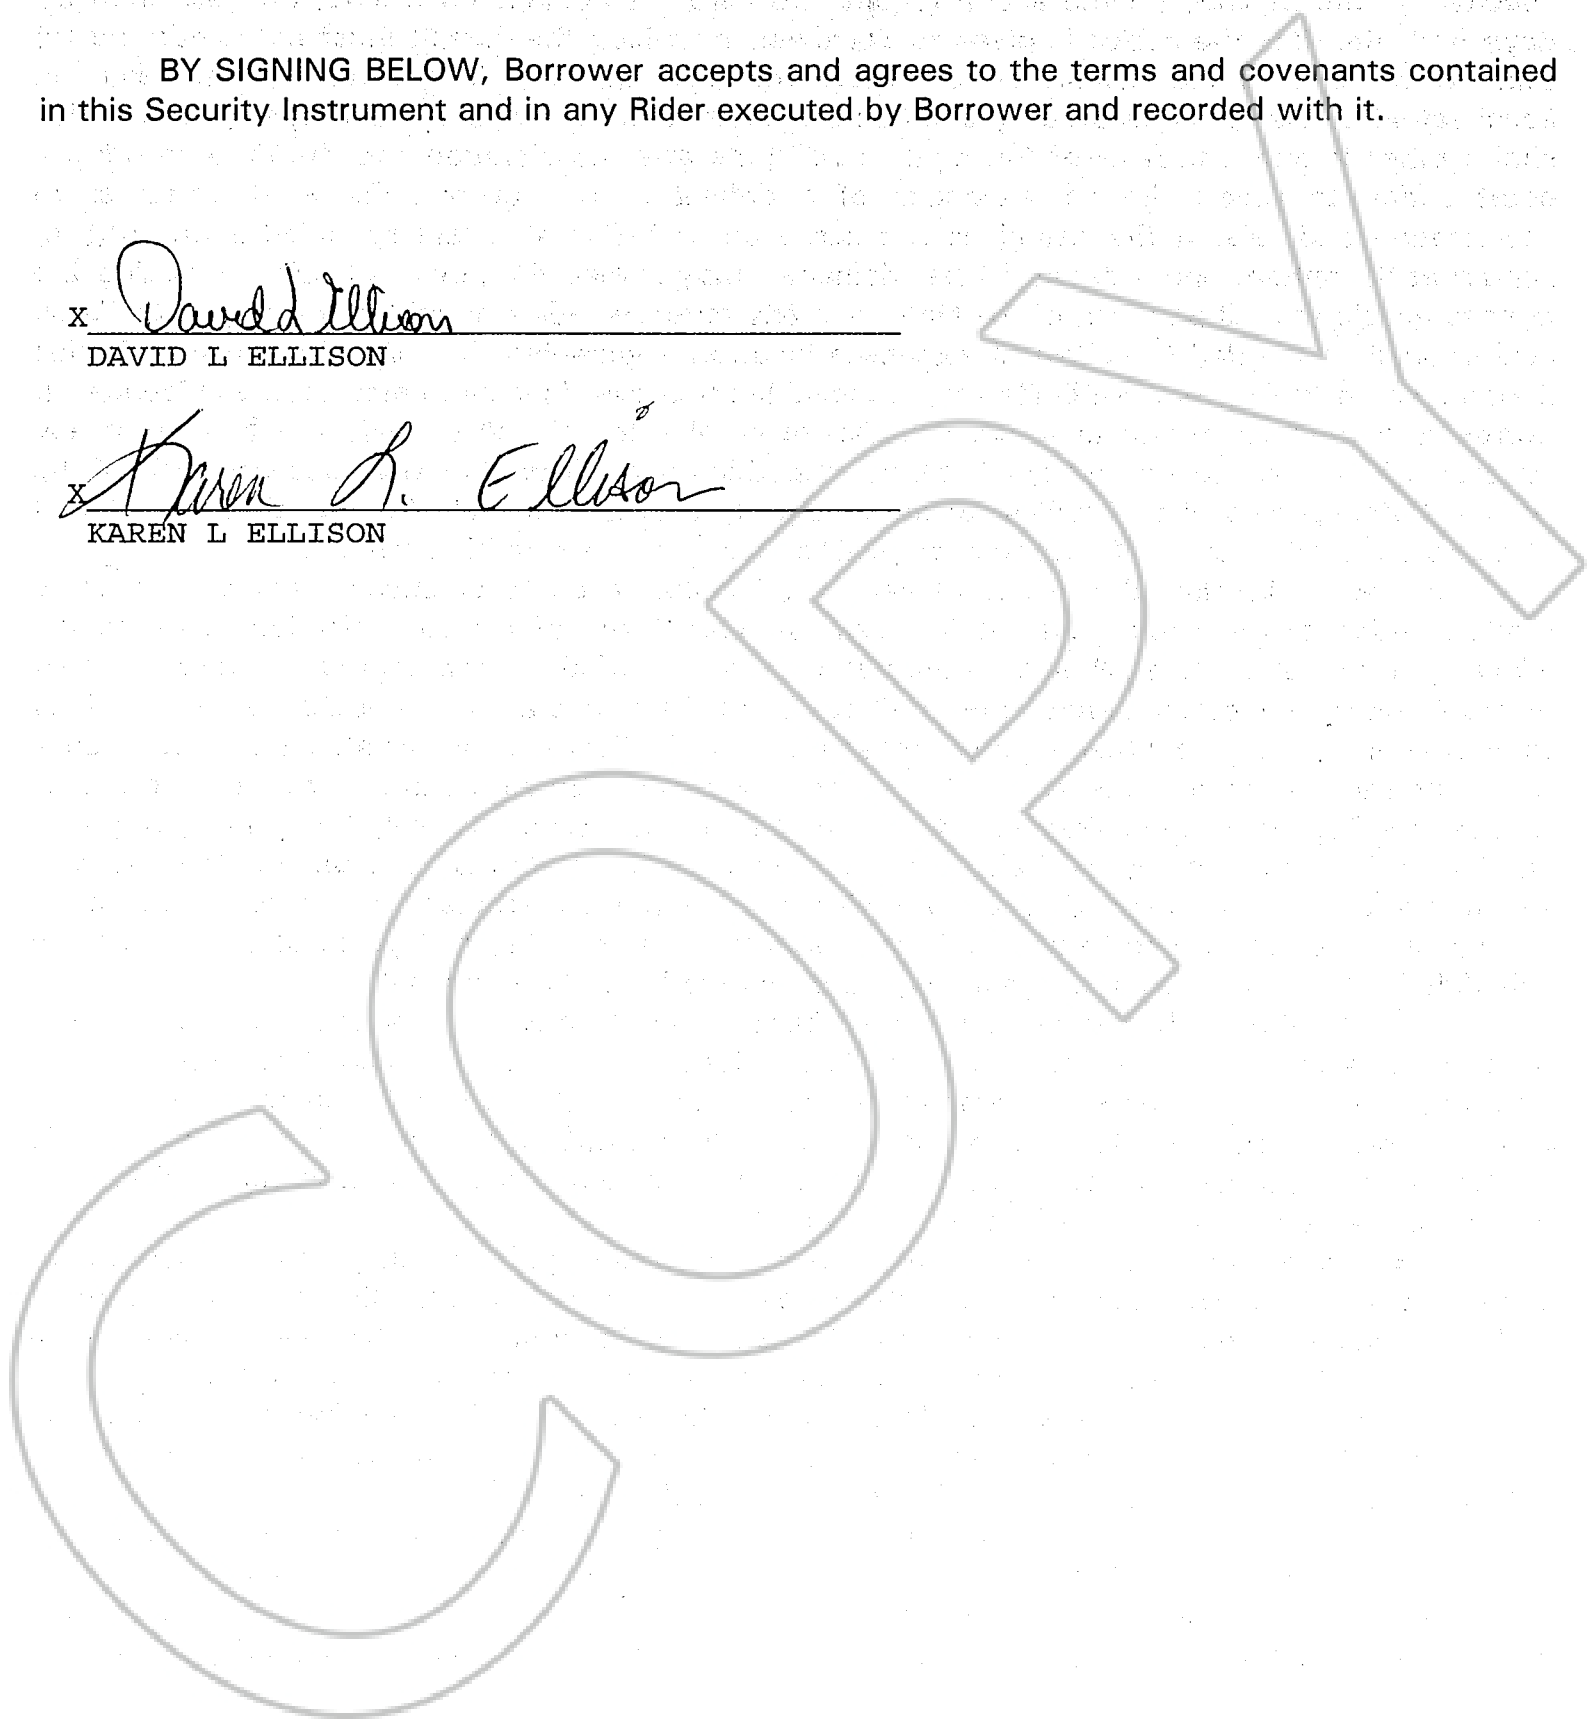 BY SIGNING BELOW, Borrower accepts and agrees to the terms and covenants contained
in this Security Instrument and in any Rider executed by Borrower and recorded with it.
x David L Ellison
DAVID L ELLISON
x Karen L. Ellison
KAREN L ELLISON
COPY